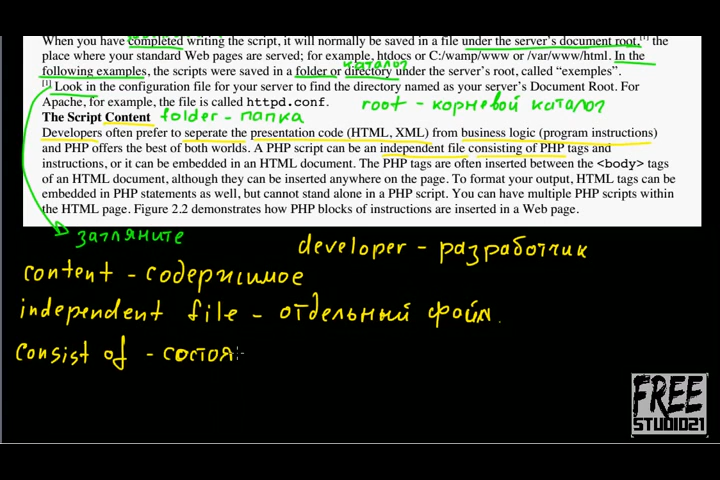 When you have completed writing the script, it will normally be saved in a file under the server's document root,[1] the
place where your standard Web pages are served; for example, htdocs or C:/wamp/www or /var/www/html. In the
каталог
following examples, the scripts were saved in a folder or directory under the server's root, called "exemples".
[1] Look in the configuration file for your server to find the directory named as your server's Document Root. For
Apache, for example, the file is called httpd.conf.
root - корневой каталог
The Script Content folder - папка
Developers often prefer to seperate the presentation code (HTML, XML) from business logic (program instructions)
and PHP offers the best of both worlds. A PHP script can be an independent file consisting of PHP tags and
instructions, or it can be embedded in an HTML document. The PHP tags are often inserted between the <body> tags
of an HTML document, although they can be inserted anywhere on the page. To format your output, HTML tags can be
embedded in PHP statements as well, but cannot stand alone in a PHP script. You can have multiple PHP scripts within
the HTML page. Figure 2.2 demonstrates how PHP blocks of instructions are inserted in a Web page.
загляните
developer - разработчик
content - содержимое
independent file - отдельный файл.
consist of - состоя
FREE
STUDIO21